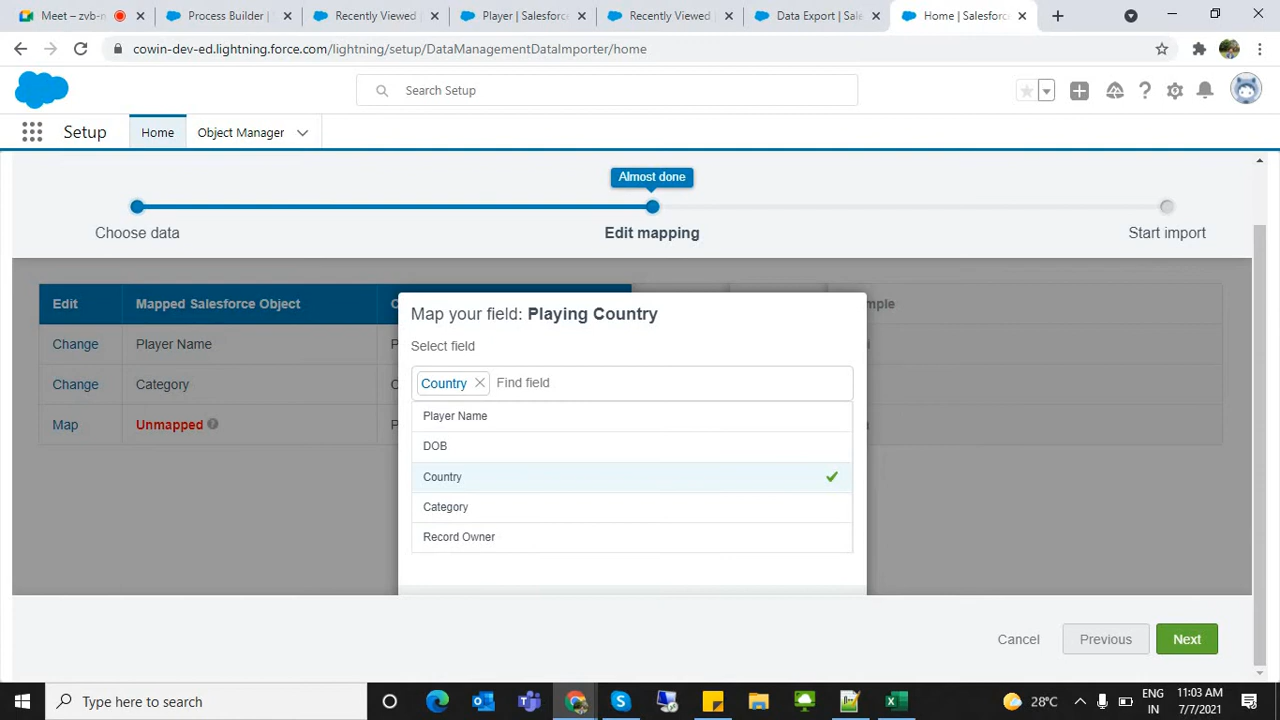 Meet – zvb-n
Process Builder |
Recently Viewed |
Player | Salesforce
Recently Viewed |
Data Export | Sale
Home | Salesforce
cowin-dev-ed.lightning.force.com/lightning/setup/DataManagementDataImporter/home
Search Setup
Setup
Home
Object Manager
Almost done
Choose data
Edit mapping
Start import
Edit
Mapped Salesforce Object
Change
Player Name
Change
Category
Map
Unmapped
Map your field: Playing Country
Select field
Country
Find field
Player Name
DOB
Country
Category
Record Owner
Cancel
Previous
Next
Type here to search
28°C
ENG
IN
11:03 AM
7/7/2021